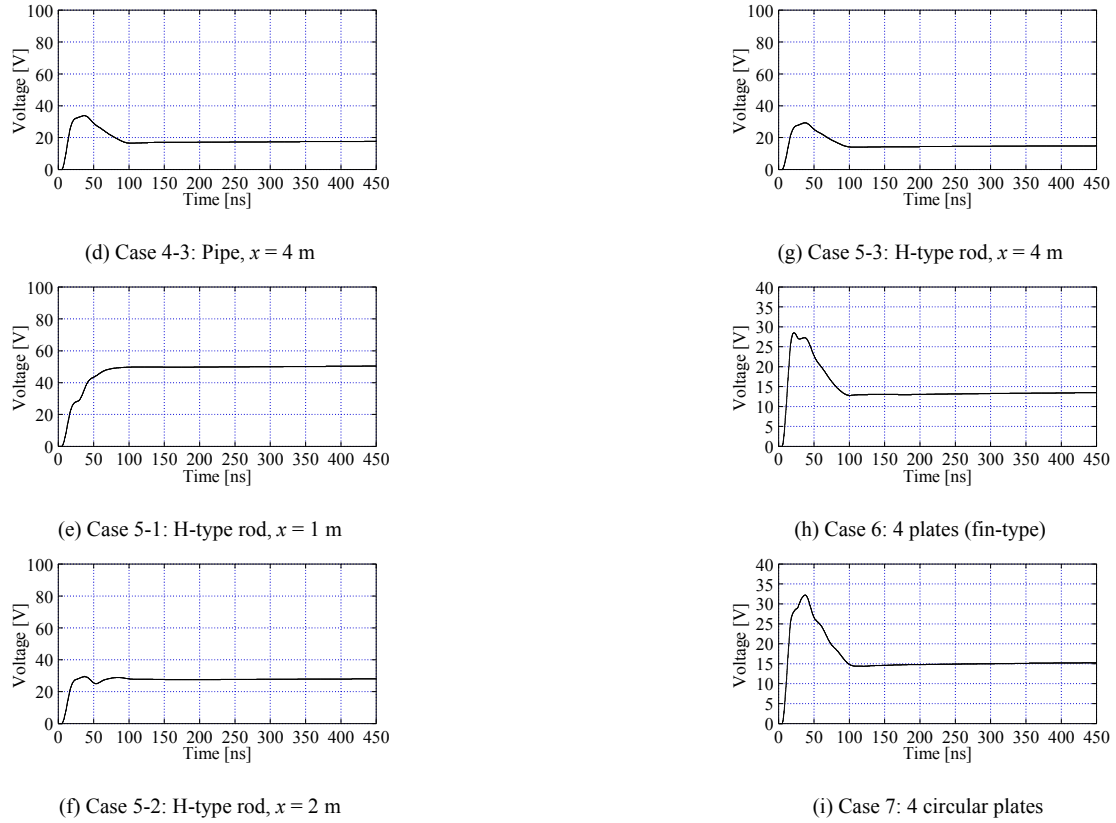 100
80
60
40
20
0
Voltage [V]
0 50 100 150 200 250 300 350 400 450
Time [ns]
(d) Case 4-3: Pipe, x = 4 m
100
80
60
40
20
0
Voltage [V]
0 50 100 150 200 250 300 350 400 450
Time [ns]
(e) Case 5-1: H-type rod, x = 1 m
100
80
60
40
20
0
Voltage [V]
0 50 100 150 200 250 300 350 400 450
Time [ns]
(f) Case 5-2: H-type rod, x = 2 m
100
80
60
40
20
0
Voltage [V]
0 50 100 150 200 250 300 350 400 450
Time [ns]
(g) Case 5-3: H-type rod, x = 4 m
40
35
30
25
20
15
10
5
0
Voltage [V]
0 50 100 150 200 250 300 350 400 450
Time [ns]
(h) Case 6: 4 plates (fin-type)
40
35
30
25
20
15
10
5
0
Voltage [V]
0 50 100 150 200 250 300 350 400 450
Time [ns]
(i) Case 7: 4 circular plates